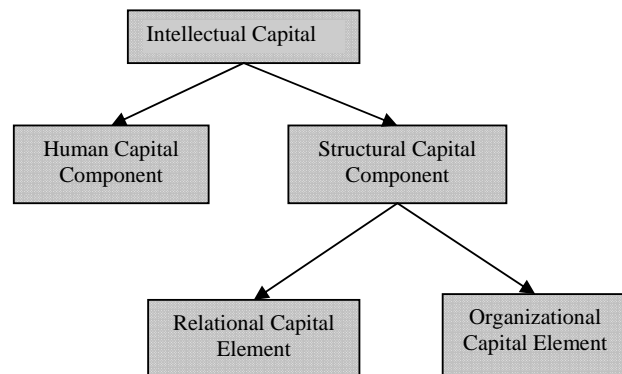 Intellectual Capital
Human Capital
Component
Structural Capital
Component
Relational Capital
Element
Organizational
Capital Element